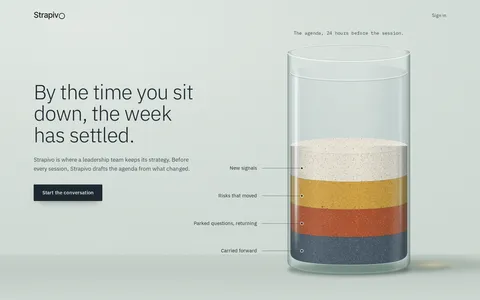 Strapivo
Sign in
The agenda, 24 hours before the session.
By the time you sit
down, the week
has settled.
Strapivo is where a leadership team keeps its strategy. Before
every session, Strapivo drafts the agenda from what changed.
Start the conversation
New signals
Risks that moved
Parked questions, returning
Carried forward